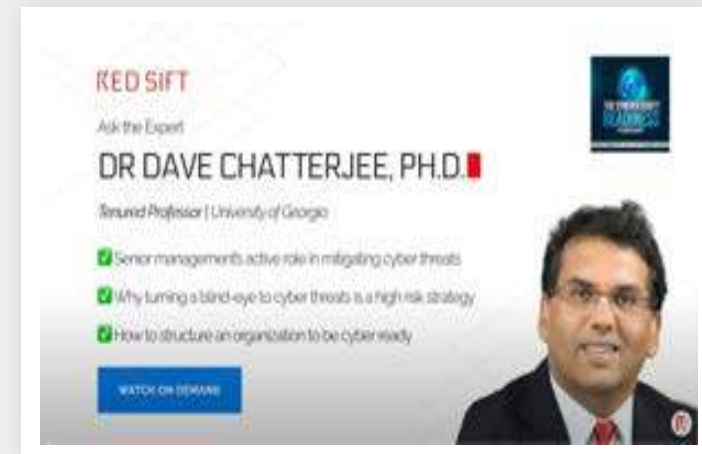 RED SIFT
Ask the Expert
DR DAVE CHATTERJEE, PH.D.
Tenured Professor | University of Georgia
Senior management's active role in mitigating cyber threats
Why turning a blind-eye to cyber threats is a high risk strategy
How to structure an organization to be cyber ready
WATCH ON DEMAND
READINESS